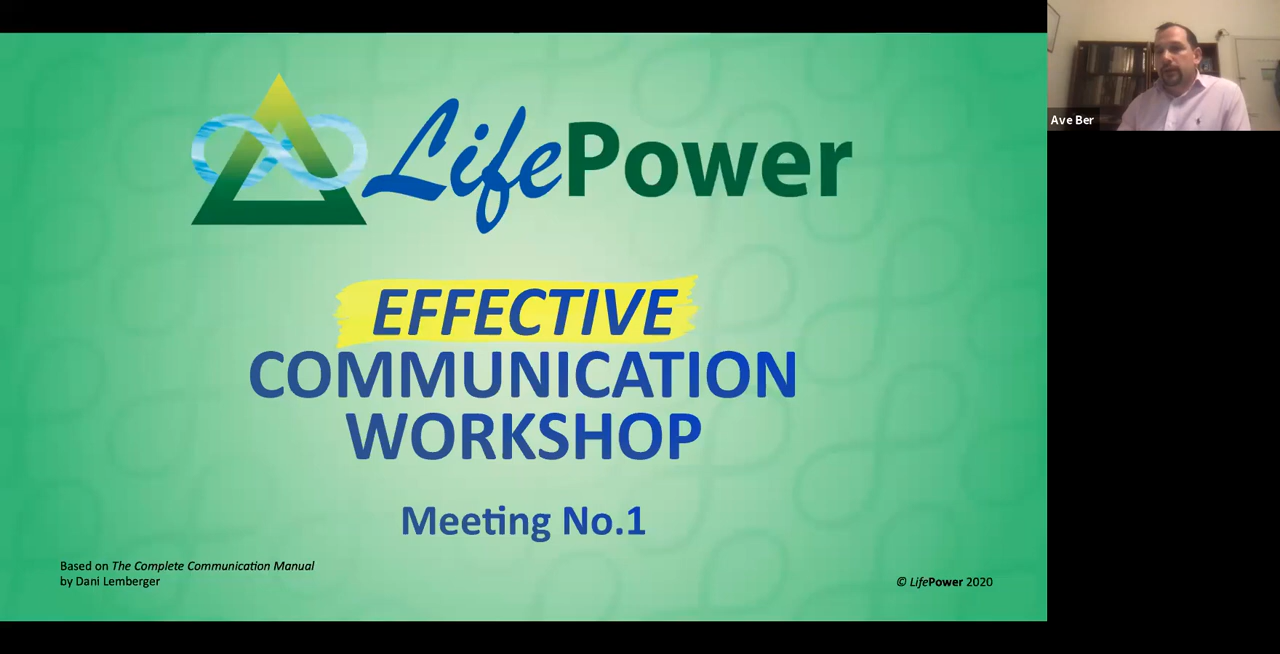 LifePower
EFFECTIVE
COMMUNICATION
WORKSHOP
Meeting No.1
Based on The Complete Communication Manual
by Dani Lemberger
© LifePower 2020
Ave Ber